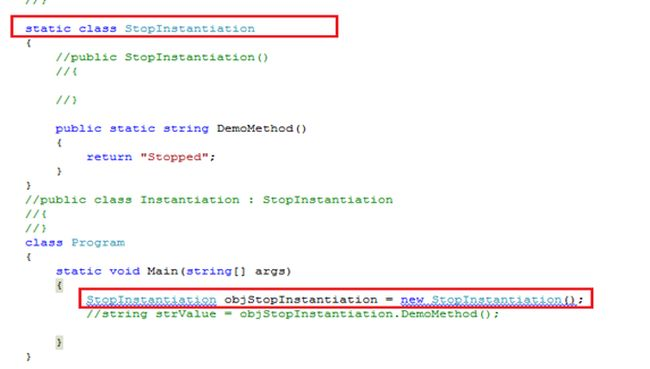 //}
static class StopInstantiation
{
//public StopInstantiation()
//{
//}
public static string DemoMethod()
{
return "Stopped";
}
}
//public class Instantiation : StopInstantiation
//{
//}
class Program
{
static void Main(string[] args)
{
StopInstantiation objStopInstantiation = new StopInstantiation();
//string strValue = objStopInstantiation.DemoMethod();
}
}